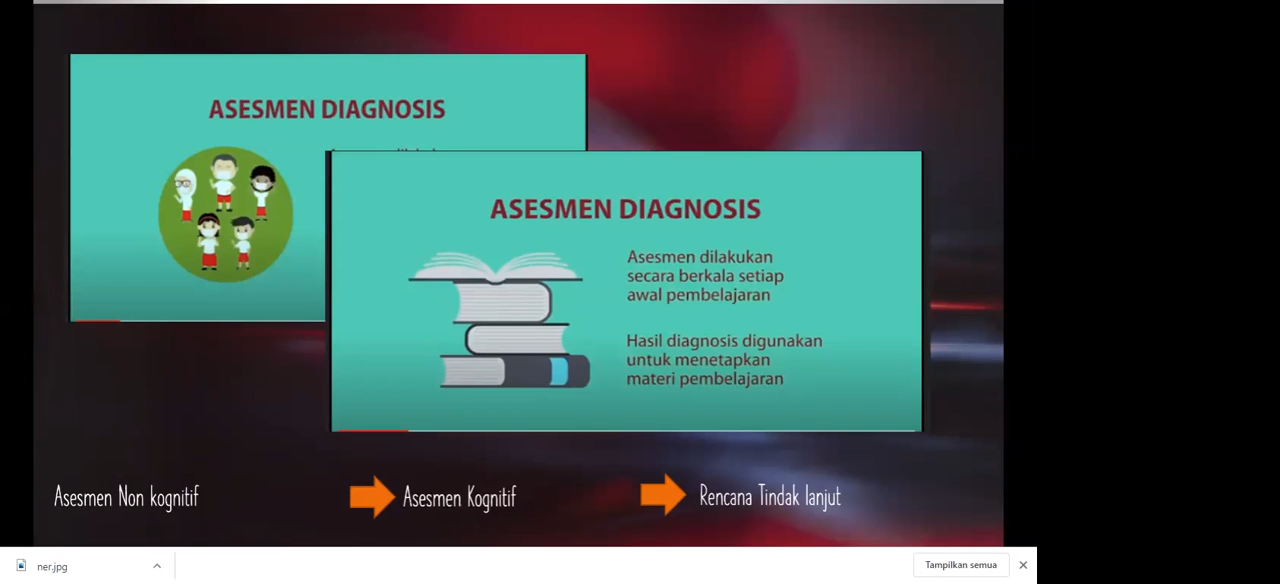 ASESMEN DIAGNOSIS
ASESMEN DIAGNOSIS
Asesmen dilakukan
secara berkala setiap
awal pembelajaran
Hasil diagnosis digunakan
untuk menetapkan
materi pembelajaran
Asesmen Non kognitif
Asesmen Kognitif
Rencana Tindak lanjut
ner.jpg
Tampilkan semua